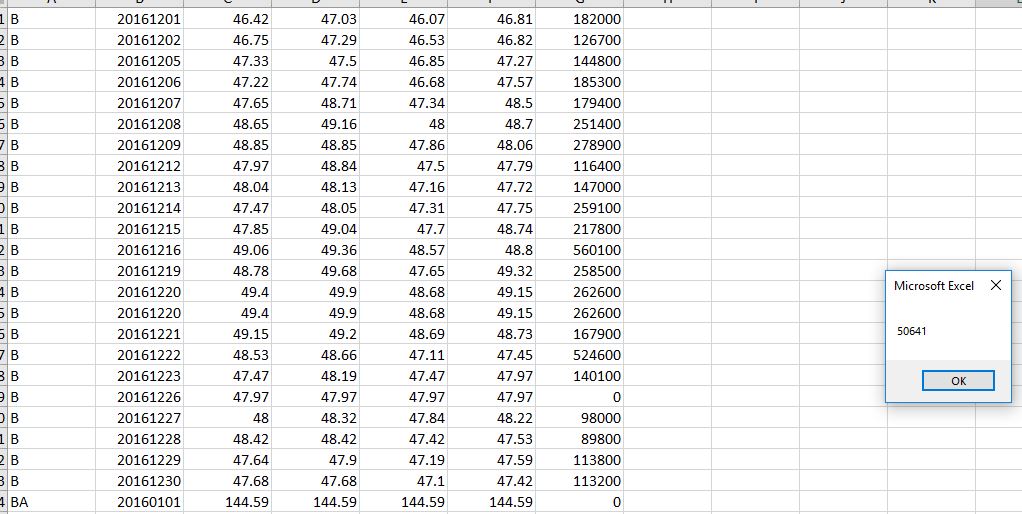 1 B 20161201 46.42 47.03 46.07 46.81 182000
2 B 20161202 46.75 47.29 46.53 46.82 126700
3 B 20161205 47.33 47.5 46.85 47.27 144800
4 B 20161206 47.22 47.74 46.68 47.57 185300
5 B 20161207 47.65 48.71 47.34 48.5 179400
6 B 20161208 48.65 49.16 48 48.7 251400
7 B 20161209 48.85 48.85 47.86 48.06 278900
8 B 20161212 47.97 48.84 47.5 47.79 116400
9 B 20161213 48.04 48.13 47.16 47.72 147000
0 B 20161214 47.47 48.05 47.31 47.75 259100
1 B 20161215 47.85 49.04 47.7 48.74 217800
2 B 20161216 49.06 49.36 48.57 48.8 560100
3 B 20161219 48.78 49.68 47.65 49.32 258500
4 B 20161220 49.4 49.9 48.68 49.15 262600
5 B 20161220 49.4 49.9 48.68 49.15 262600
6 B 20161221 49.15 49.2 48.69 48.73 167900
7 B 20161222 48.53 48.66 47.11 47.45 524600
8 B 20161223 47.47 48.19 47.47 47.97 140100
9 B 20161226 47.97 47.97 47.97 47.97 0
0 B 20161227 48 48.32 47.84 48.22 98000
1 B 20161228 48.42 48.42 47.42 47.53 89800
2 B 20161229 47.64 47.9 47.19 47.59 113800
3 B 20161230 47.68 47.68 47.1 47.42 113200
4 BA 20160101 144.59 144.59 144.59 144.59 0
Microsoft Excel
50641
OK